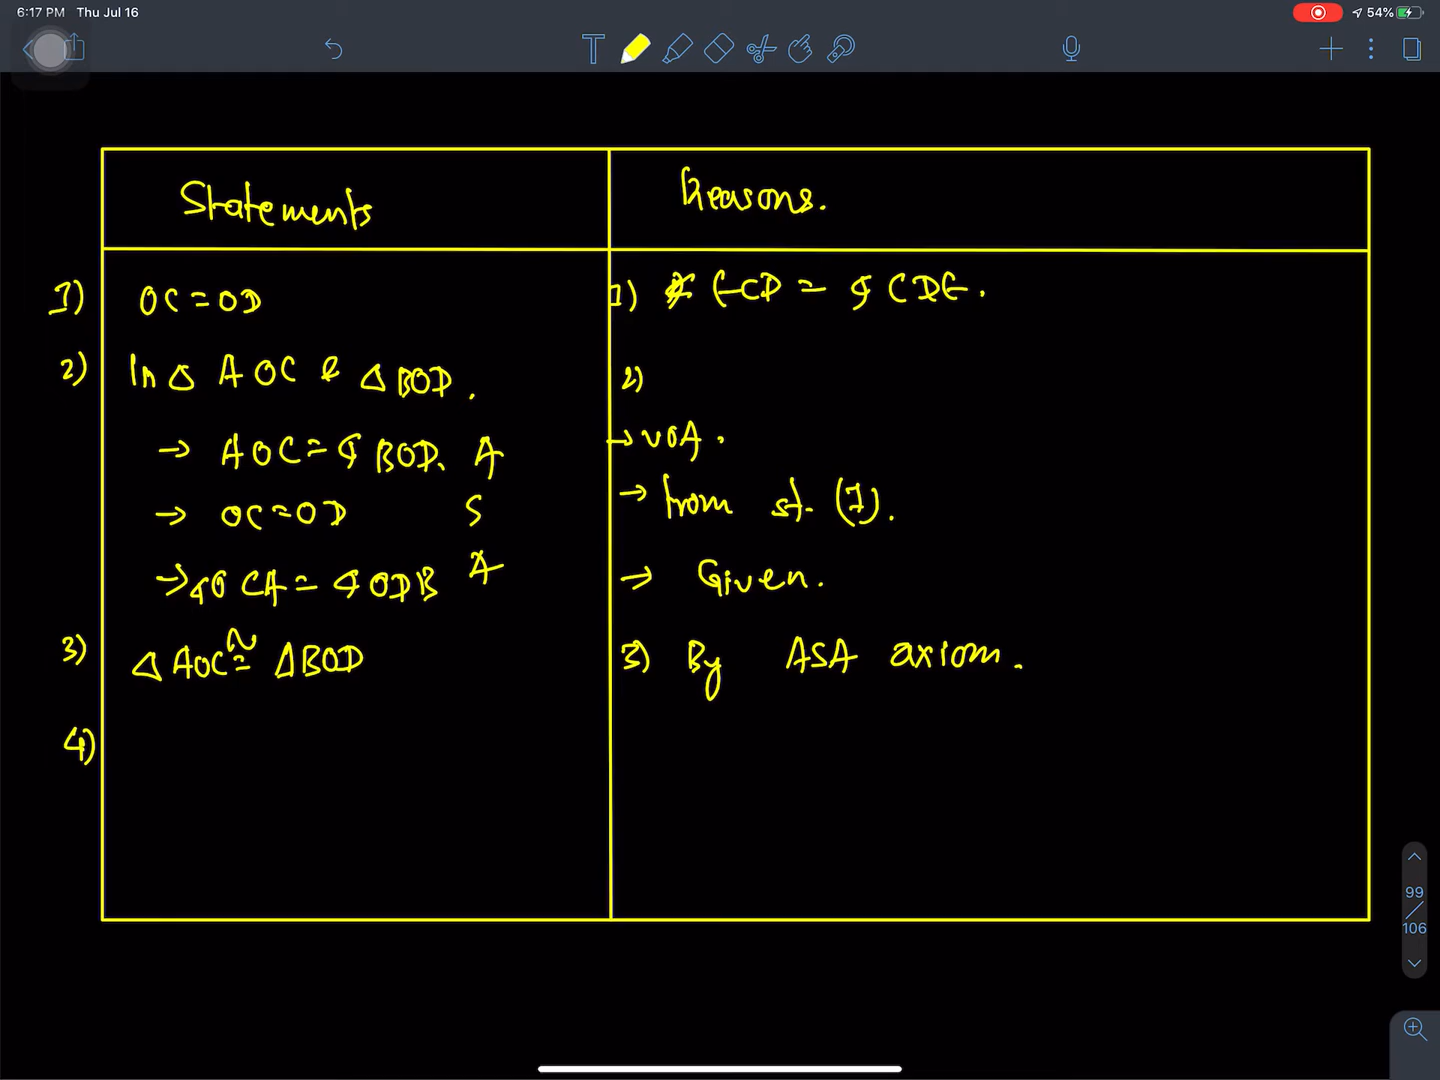 6:17 PM Thu Jul 16
54%
Statements
Reasons.
1) OC = OD
1) ∢ ECD = ∢ CDE.
2) In △ AOC & △ BOD.
2)
→ AOC = ∢ BOD. A
→ VOA.
→ OC = OD S
→ from st. (1).
→ ∢OCA = ∢ ODB A
→ Given.
3) △ AOC ≅ △BOD
3) By ASA axiom.
4)
99
/
106